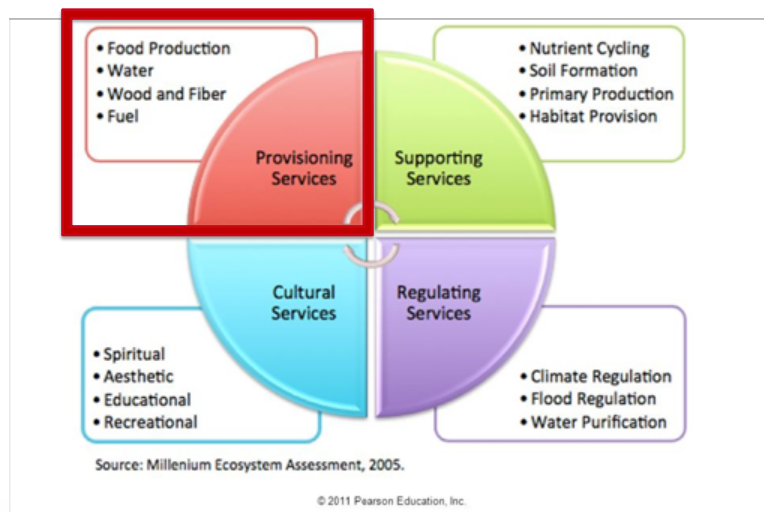 • Food Production
• Water
• Wood and Fiber
• Fuel
Provisioning
Services
• Nutrient Cycling
• Soil Formation
• Primary Production
• Habitat Provision
Supporting
Services
Cultural
Services
• Spiritual
• Aesthetic
• Educational
• Recreational
Regulating
Services
• Climate Regulation
• Flood Regulation
• Water Purification
Source: Millenium Ecosystem Assessment, 2005.
© 2011 Pearson Education, Inc.